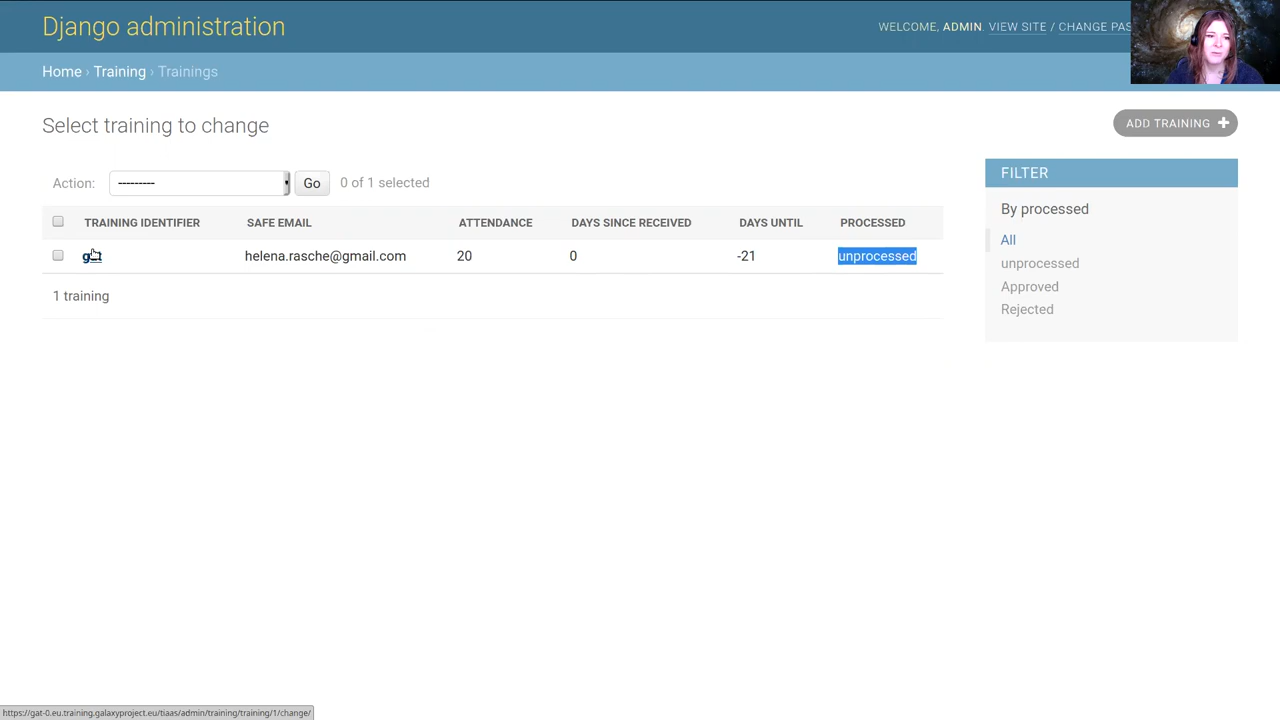 Django administration
WELCOME, ADMIN. VIEW SITE / CHANGE PAS
Home › Training › Trainings
Select training to change
ADD TRAINING +
Action: --------- Go 0 of 1 selected
TRAINING IDENTIFIER SAFE EMAIL ATTENDANCE DAYS SINCE RECEIVED DAYS UNTIL PROCESSED
helena.rasche@gmail.com 20 0 -21 unprocessed
1 training
FILTER
By processed
All
unprocessed
Approved
Rejected
https://gat-0.eu.training.galaxyproject.eu/tiaas/admin/training/training/1/change/